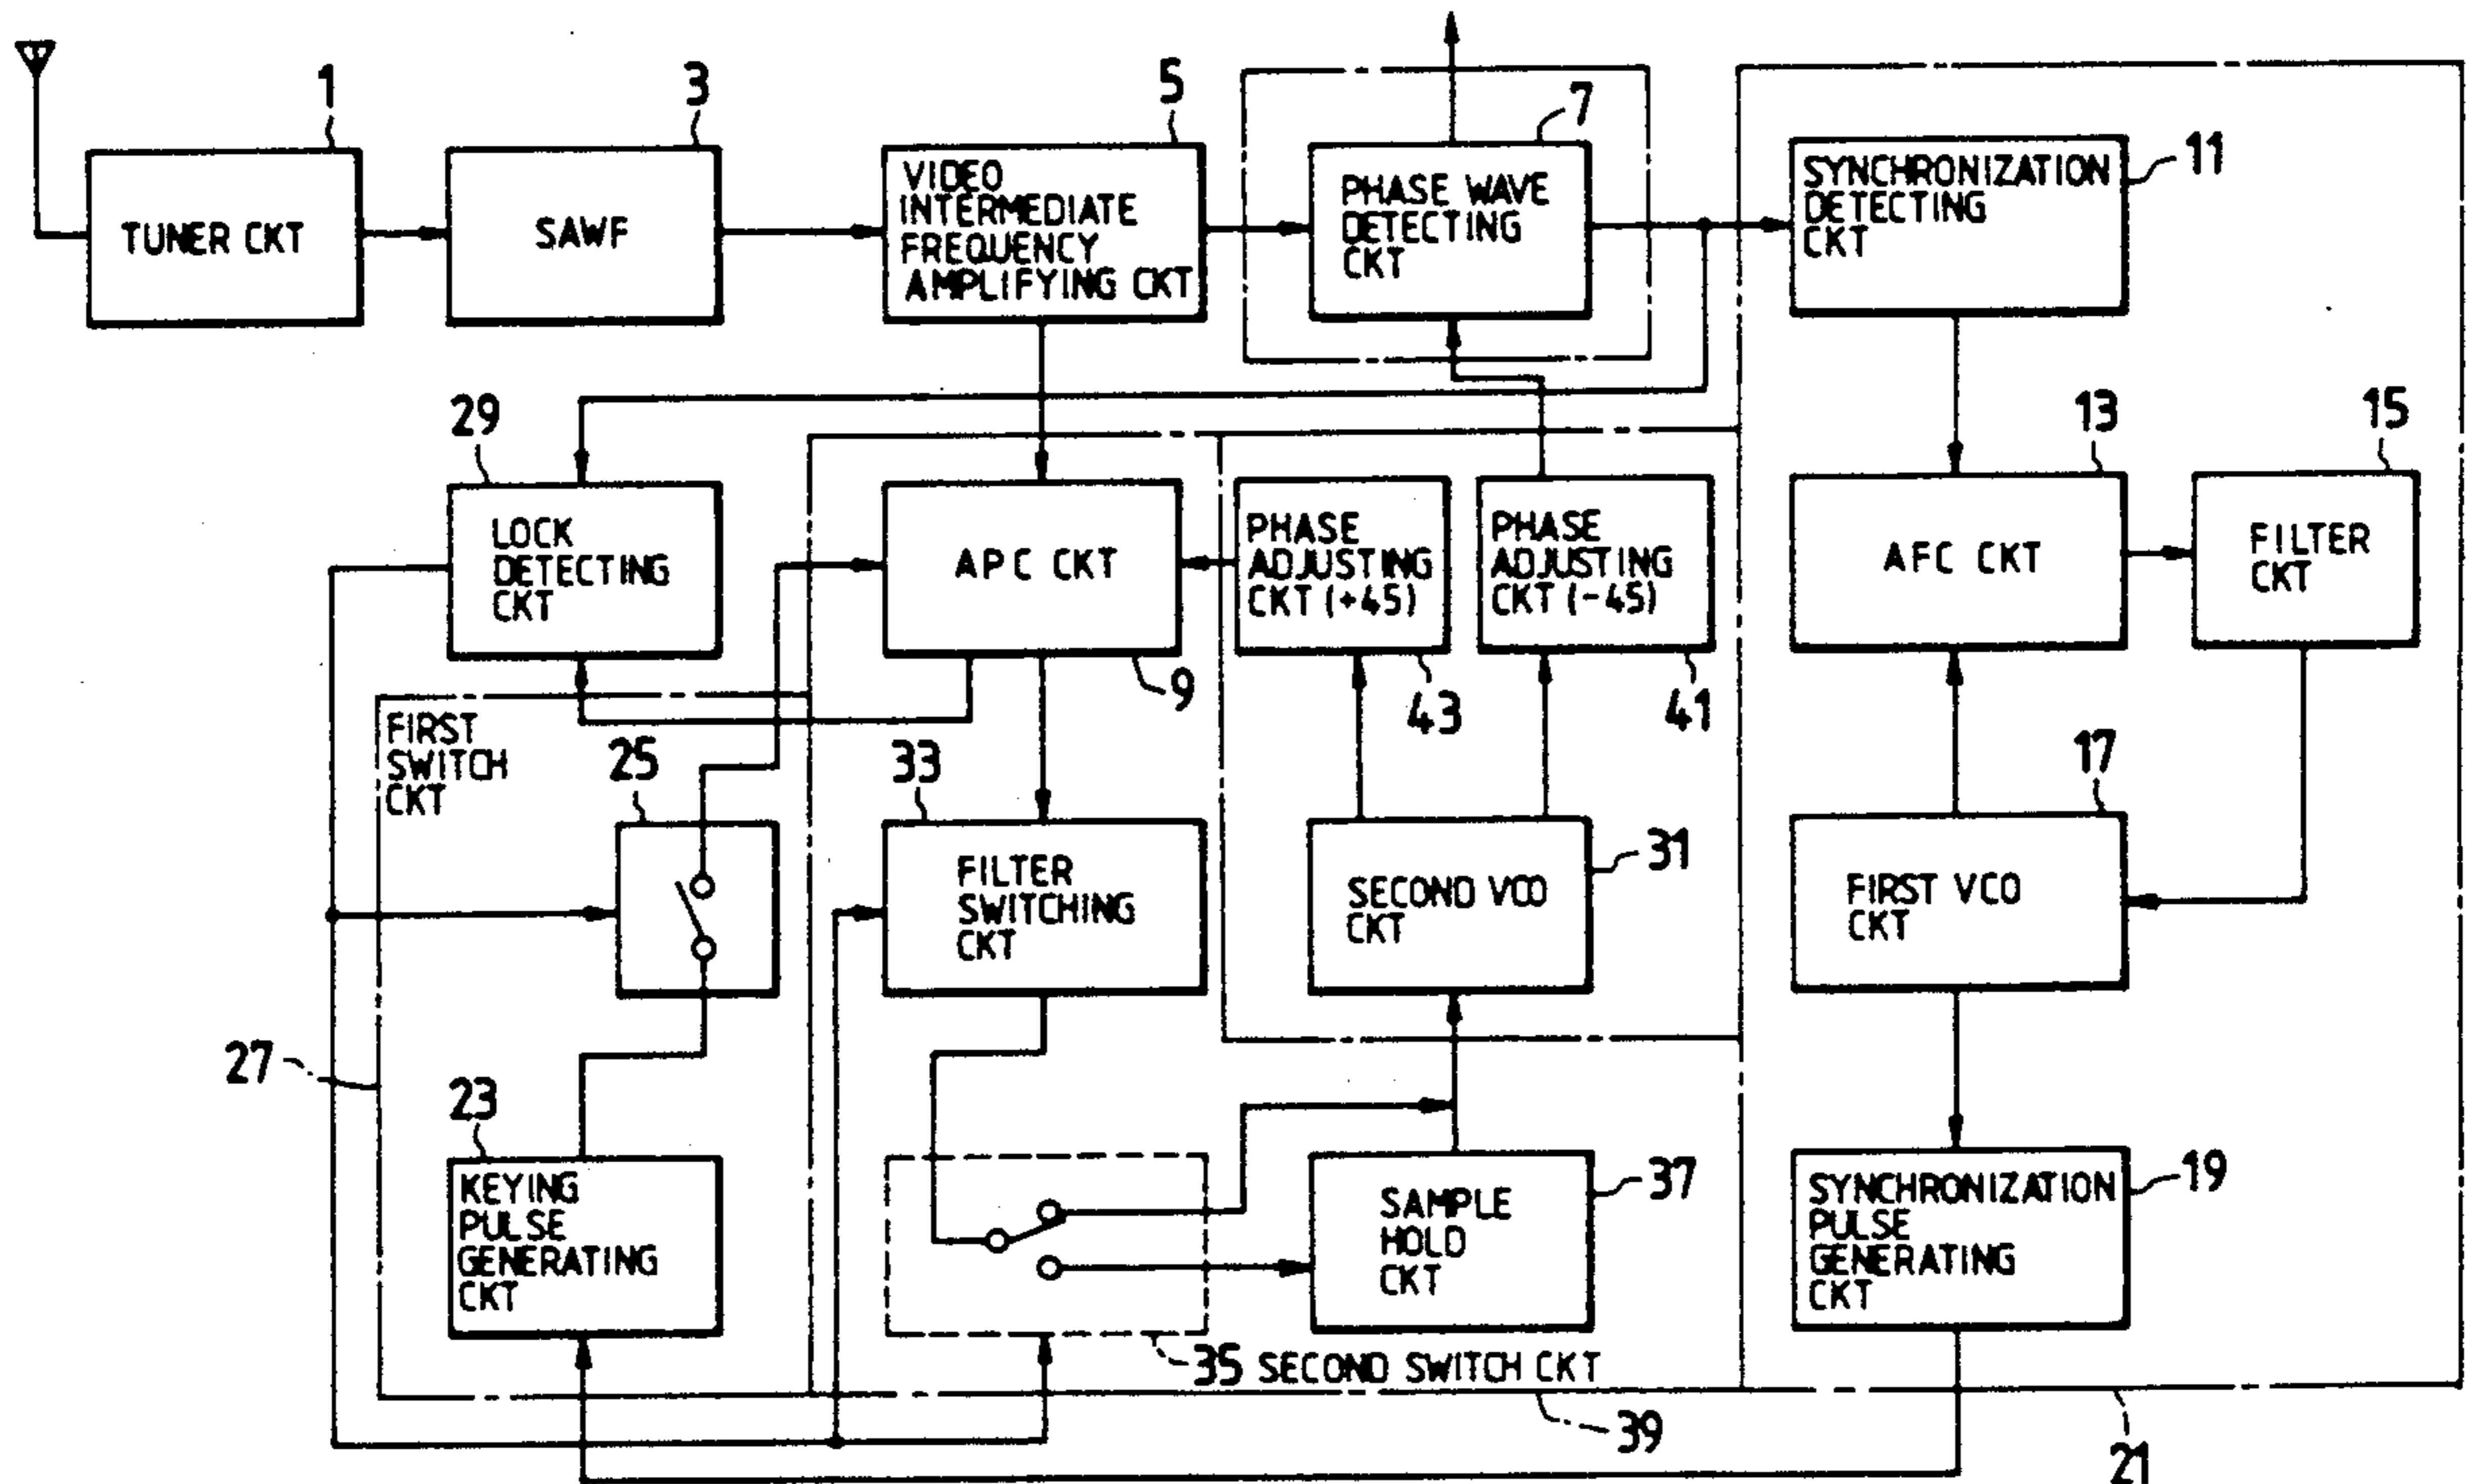 1
3
5
7
11
TUNER CKT
SAWF
VIDEO
INTERMEDIATE
FREQUENCY
AMPLIFYING CKT
PHASE WAVE
DETECTING
CKT
SYNCHRONIZATION
DETECTING
CKT
29
13
15
LOCK
DETECTING
CKT
APC CKT
PHASE
ADJUSTING
CKT (+45)
PHASE
ADJUSTING
CKT (-45)
AFC CKT
FILTER
CKT
9
43
41
FIRST
SWITCH
CKT
25
33
17
FILTER
SWITCHING
CKT
SECOND VCO
CKT
31
FIRST VCO
CKT
27
23
KEYING
PULSE
GENERATING
CKT
SAMPLE
HOLD
CKT
37
SYNCHRONIZATION
PULSE
GENERATING
CKT
19
35 SECOND SWITCH CKT
39
21